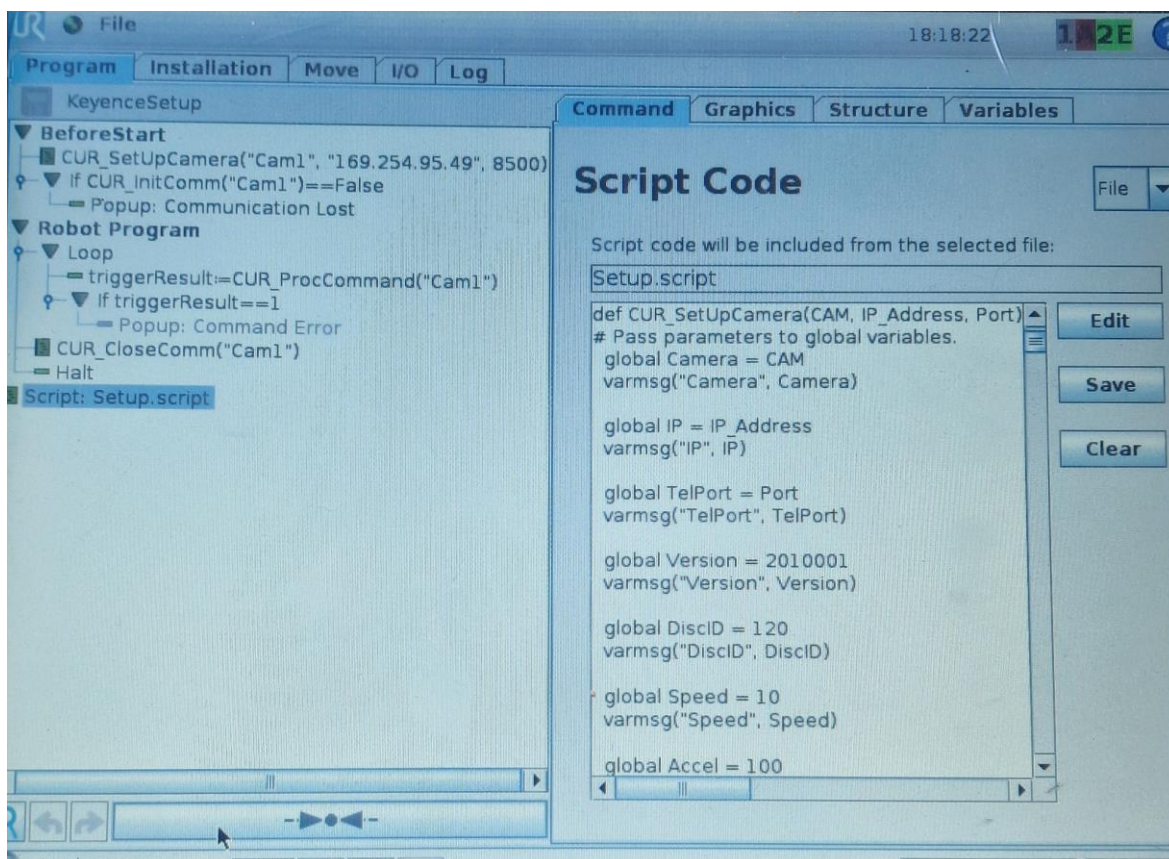 UR File 18:18:22 1A2E ?
Program Installation Move I/O Log
KeyenceSetup
BeforeStart
CUR_SetUpCamera("Cam1", "169.254.95.49", 8500)
If CUR_InitComm("Cam1")==False
Popup: Communication Lost
Robot Program
Loop
triggerResult:=CUR_ProcCommand("Cam1")
If triggerResult==1
Popup: Command Error
CUR_CloseComm("Cam1")
Halt
Script: Setup.script
Command Graphics Structure Variables
Script Code
File
Script code will be included from the selected file:
Setup.script
def CUR_SetUpCamera(CAM, IP_Address, Port)
# Pass parameters to global variables.
global Camera = CAM
varmsg("Camera", Camera)
global IP = IP_Address
varmsg("IP", IP)
global TelPort = Port
varmsg("TelPort", TelPort)
global Version = 2010001
varmsg("Version", Version)
global DiscID = 120
varmsg("DiscID", DiscID)
global Speed = 10
varmsg("Speed", Speed)
global Accel = 100
Edit
Save
Clear